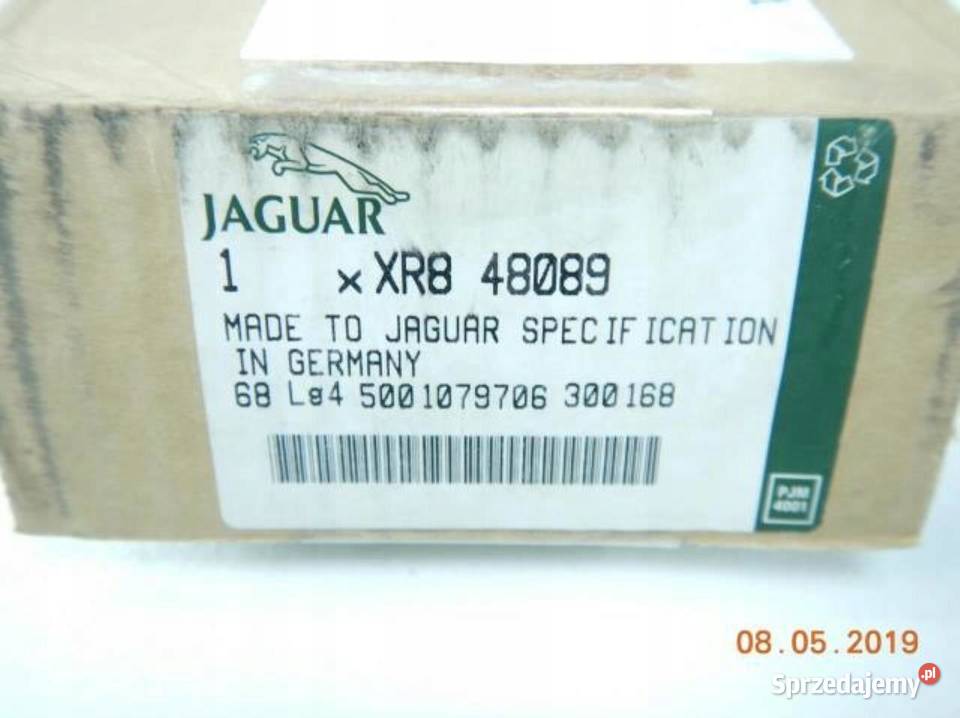 JAGUAR
1 x XR8 48089
MADE TO JAGUAR SPECIFICATION
IN GERMANY
68 Lg4 5001079706 300168
PJM
4001
08.05.2019
Sprzedajemy.pl